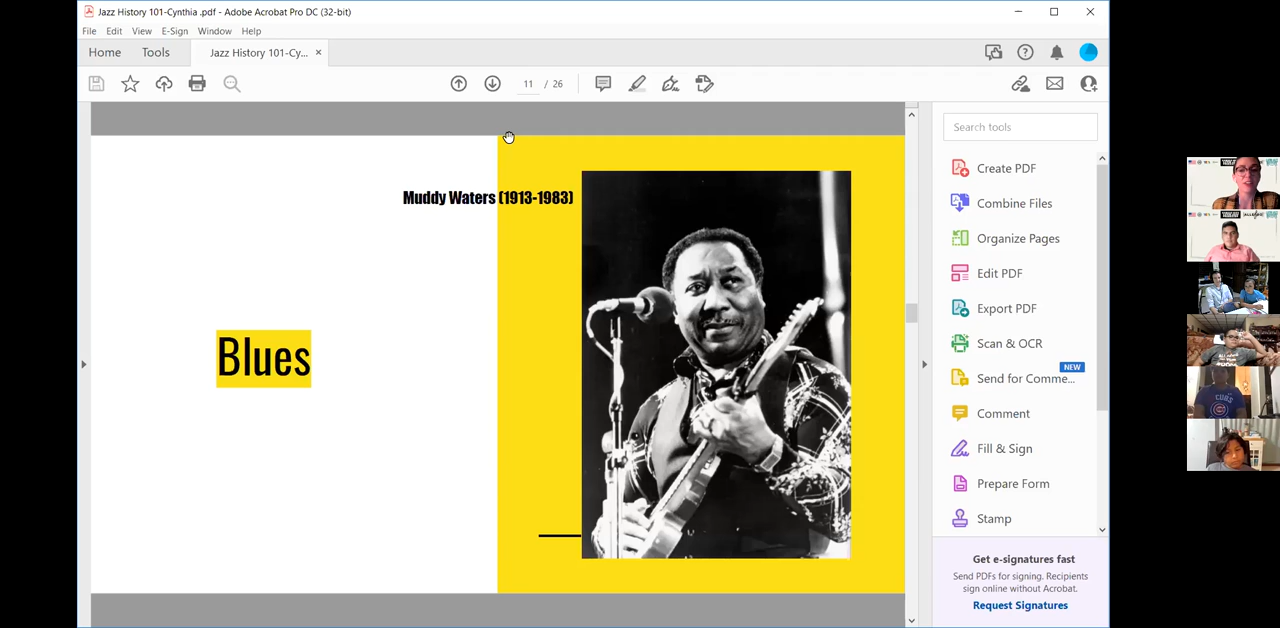 Jazz History 101-Cynthia .pdf - Adobe Acrobat Pro DC (32-bit)
File Edit View E-Sign Window Help
Home Tools Jazz History 101-Cy... ×
11 / 26
Search tools
Muddy Waters (1913-1983)
Blues
Create PDF
Combine Files
Organize Pages
Edit PDF
Export PDF
Scan & OCR
NEW
Send for Comme...
Comment
Fill & Sign
Prepare Form
Stamp
Get e-signatures fast
Send PDFs for signing. Recipients
sign online without Acrobat.
Request Signatures
CUBS